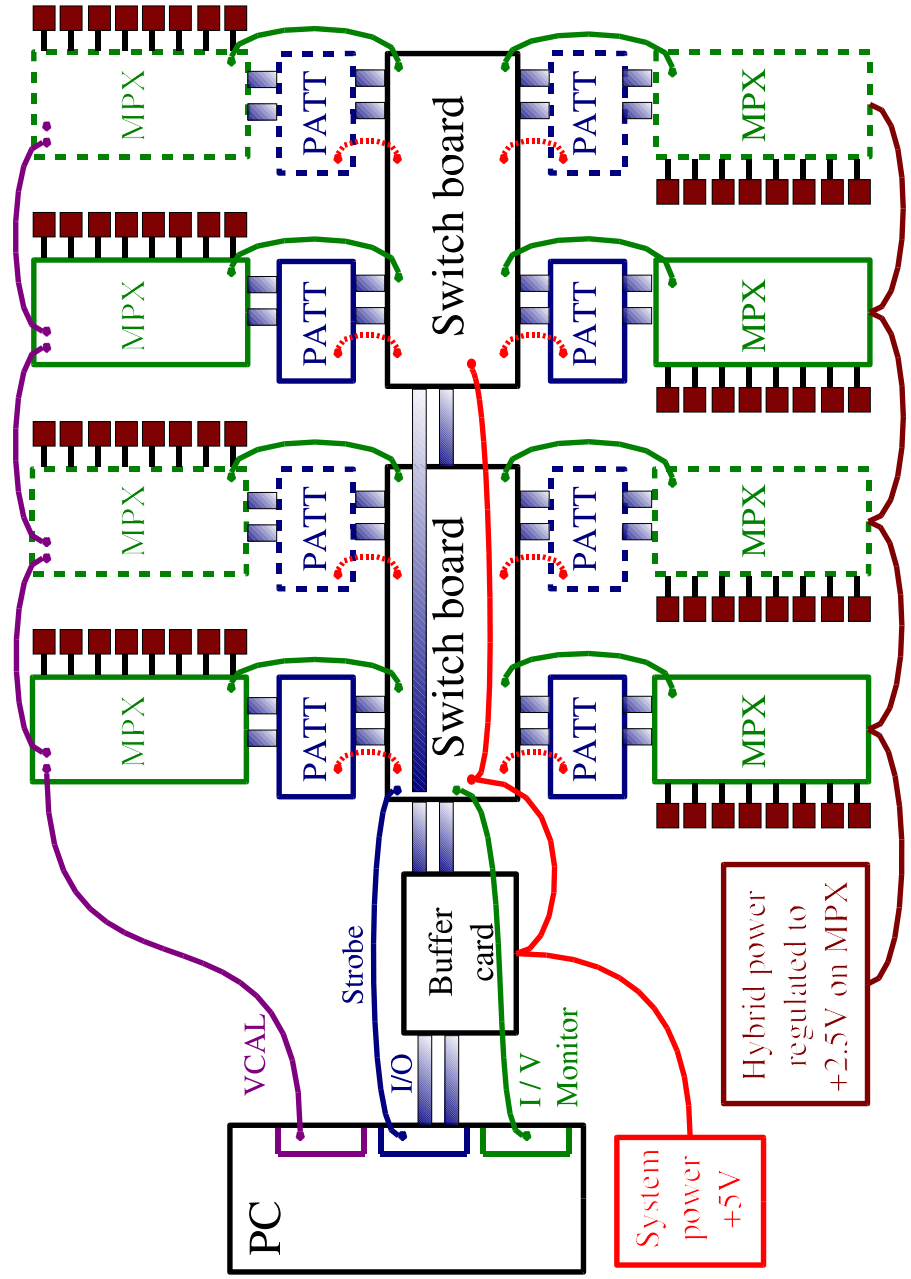 MPX
PATT
Switch board
PATT
MPX
MPX
PATT
PATT
MPX
MPX
PATT
Switch board
PATT
MPX
MPX
PATT
PATT
MPX
VCAL
Strobe
I/O
Buffer
card
I / V
Monitor
Hybrid power
regulated to
+2.5V on MPX
PC
System
power
+5V